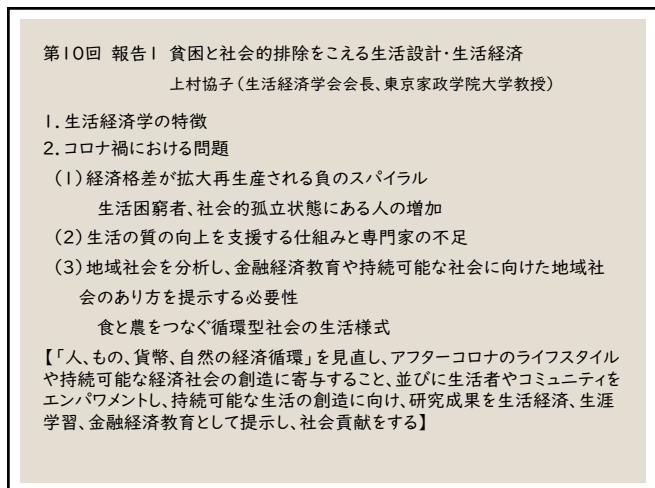 第10回 報告1 貧困と社会的排除をこえる生活設計・生活経済
上村協子(生活経済学会会長、東京家政学院大学教授)
1.生活経済学の特徴
2.コロナ禍における問題
(1)経済格差が拡大再生産される負のスパイラル
生活困窮者、社会的孤立状態にある人の増加
(2)生活の質の向上を支援する仕組みと専門家の不足
(3)地域社会を分析し、金融経済教育や持続可能な社会に向けた地域社
会のあり方を提示する必要性
食と農をつなぐ循環型社会の生活様式
【「人、もの、貨幣、自然の経済循環」を見直し、アフターコロナのライフスタイル
や持続可能な経済社会の創造に寄与すること、並びに生活者やコミュニティを
エンパワメントし、持続可能な生活の創造に向け、研究成果を生活経済、生涯
学習、金融経済教育として提示し、社会貢献をする】